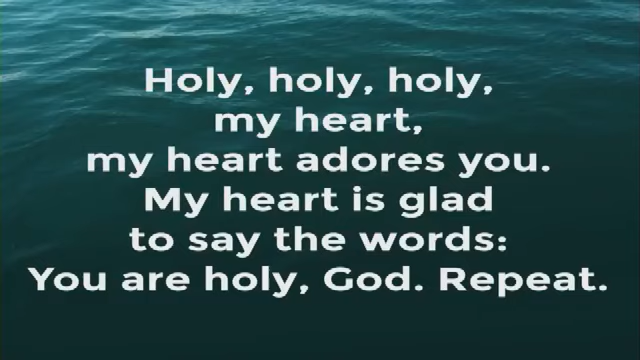 Holy, holy, holy,
my heart,
my heart adores you.
My heart is glad
to say the words:
You are holy, God. Repeat.